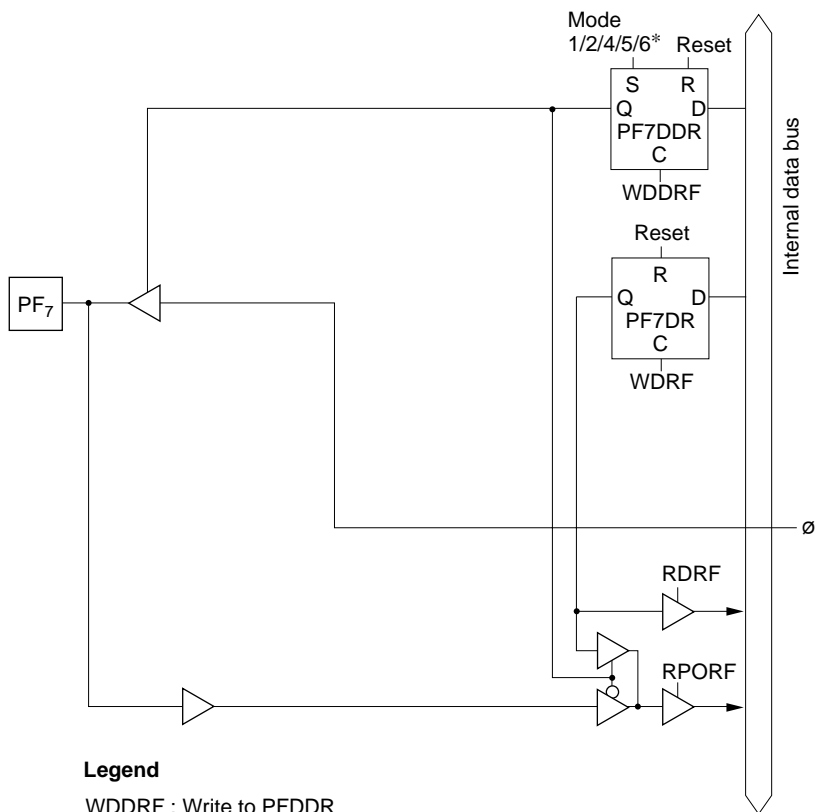 Mode
1/2/4/5/6* Reset
S R
Q D
PF7DDR
C
WDDRF
Reset
R
Q D
PF7DR
C
WDRF
PF7
Internal data bus
ø
RDRF
RPORF
Legend
WDDRF : Write to PFDDR